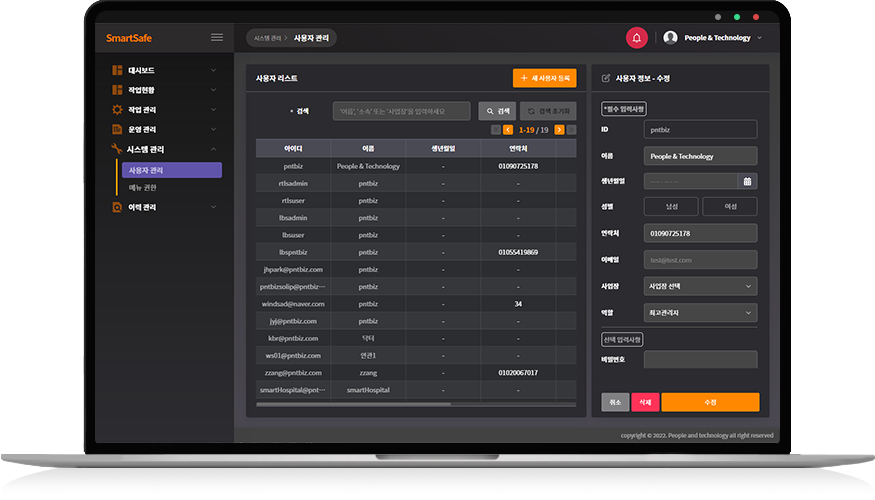 SmartSafe
시스템 관리 > 사용자 관리
People & Technology
대시보드
작업현황
작업 관리
운영 관리
시스템 관리
사용자 관리
메뉴 권한
이력 관리
사용자 리스트
+ 새 사용자 등록
• 검색
'이름', '소속' 또는 '사업장'을 입력하세요
검색
검색 초기화
1-19 / 19
아이디 이름 생년월일 연락처
pntbiz People & Technology - 01090725178
rtlsadmin pntbiz - -
rtlsuser pntbiz - -
lbsadmin pntbiz - -
lbsuser pntbiz - -
lbspntbiz pntbiz - 01055419869
jhpark@pntbiz.com pntbiz - -
pntbizsolip@pntbiz··· pntbiz - -
windsad@naver.com pntbiz - 34
jyj@pntbiz.com pntbiz - -
kbr@pntbiz.com 닥터 - -
ws01@pntbiz.com 안관1 - -
zzang@pntbiz.com zzang - 01020067017
smartHospital@pnt··· smartHospital - -
사용자 정보 - 수정
*필수 입력사항
ID pntbiz
이름 People & Technology
생년월일
성별 남성 여성
연락처 01090725178
이메일 test@test.com
사업장 사업장 선택
역할 최고관리자
선택 입력사항
비밀번호
취소 삭제 수정
copyright © 2022. People and technology all right reserved